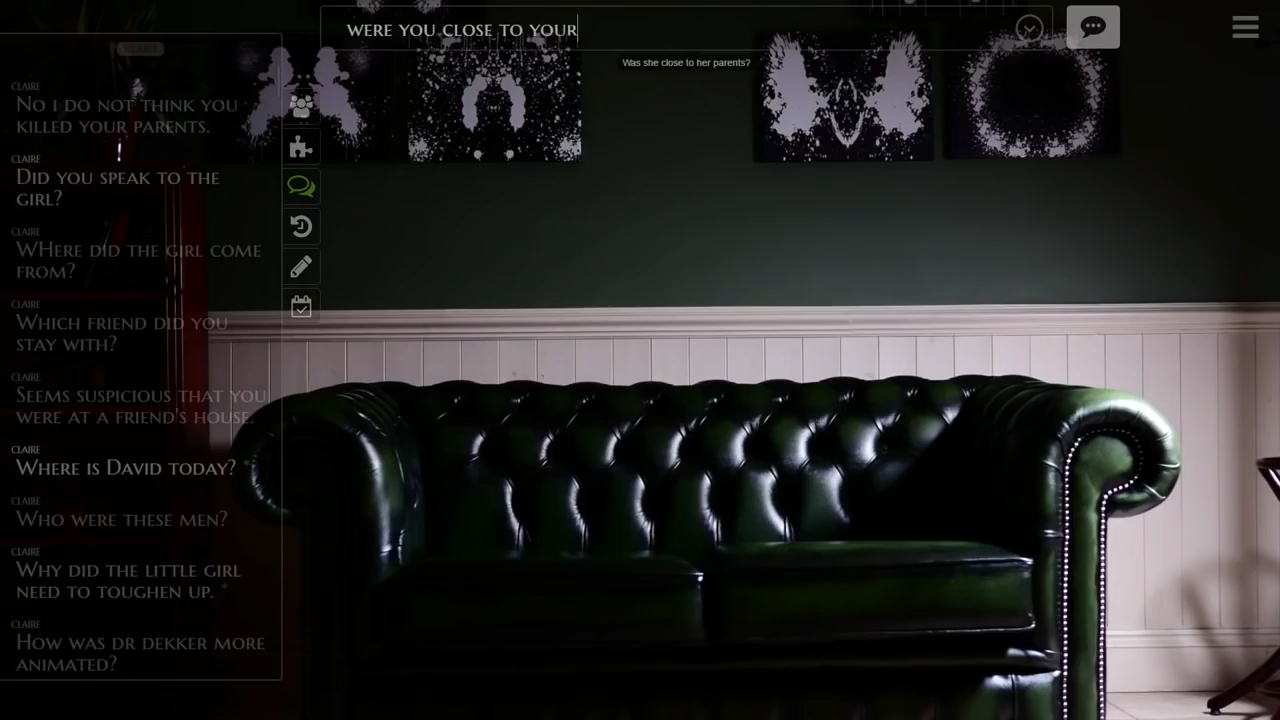 WERE YOU CLOSE TO YOUR
Was she close to her parents?
CLAIRE
No i do not think you
killed your parents.
CLAIRE
Did you speak to the
girl?
CLAIRE
WHere did the girl come
from?
CLAIRE
Which friend did you
stay with?
CLAIRE
Seems suspicious that you
were at a friend's house.
CLAIRE
Where is David today? *
CLAIRE
Who were these men?
CLAIRE
Why did the little girl
need to toughen up. *
CLAIRE
How was dr dekker more
animated?